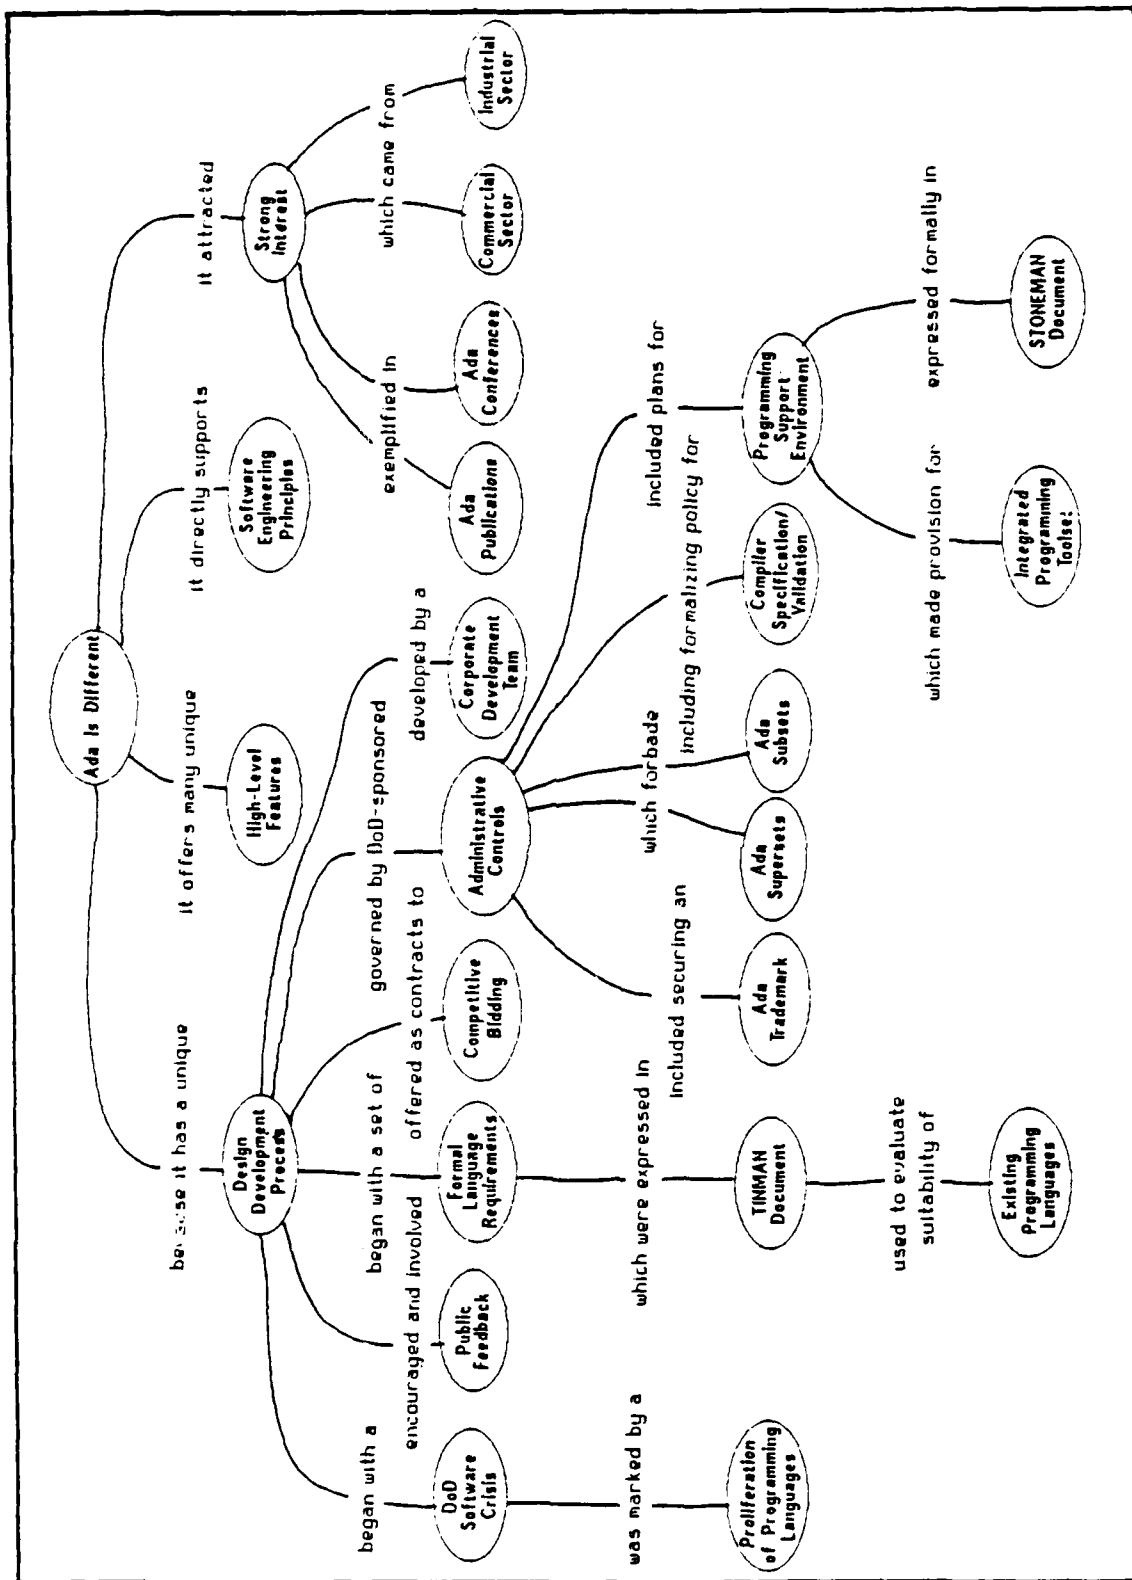 Ada Is Different
because it has a unique
it offers many unique
it directly supports
it attracted
Design
Development
Process
High-Level
Features
Software
Engineering
Principles
Strong
Interest
began with a
encouraged and involved
began with a set of
offered as contracts to
governed by DoD-sponsored
developed by a
exemplified in
which came from
DoD
Software
Crisis
Public
Feedback
Formal
Language
Requirements
Competitive
Bidding
Administrative
Controls
Corporate
Development
Team
Ada
Publications
Ada
Conferences
Commercial
Sector
Industrial
Sector
was marked by a
which were expressed in
included securing an
which forbade
including formalizing policy for
included plans for
Proliferation
of Programming
Languages
TINMAN
Document
Ada
Trademark
Ada
Supersets
Ada
Subsets
Compiler
Specification/
Validation
Programming
Support
Environment
used to evaluate
suitability of
which made provision for
expressed formally in
Existing
Programming
Languages
Integrated
Programming
Toolset
STONEMAN
Document